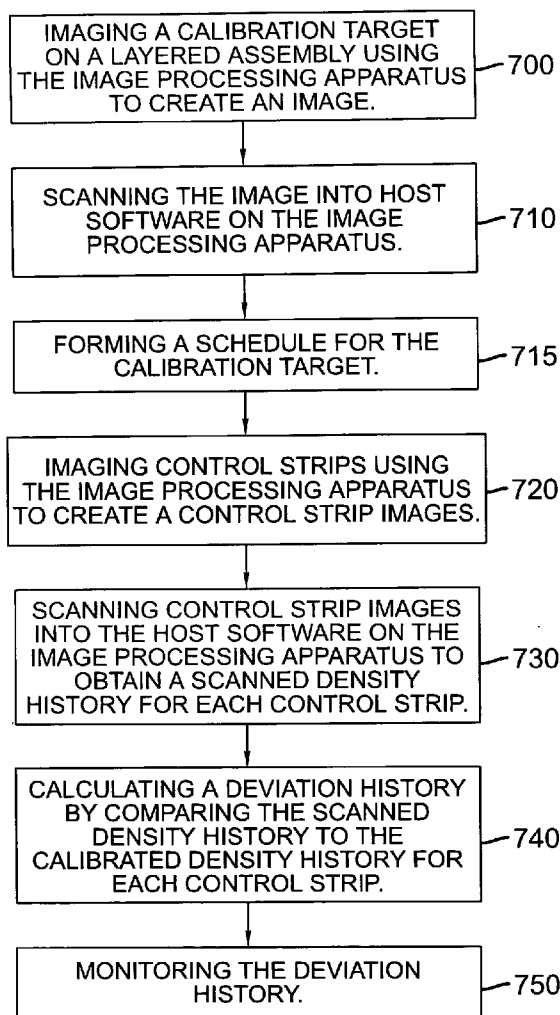 IMAGING A CALIBRATION TARGET
ON A LAYERED ASSEMBLY USING
THE IMAGE PROCESSING APPARATUS
TO CREATE AN IMAGE.
700
SCANNING THE IMAGE INTO HOST
SOFTWARE ON THE IMAGE
PROCESSING APPARATUS.
710
FORMING A SCHEDULE FOR THE
CALIBRATION TARGET.
715
IMAGING CONTROL STRIPS USING
THE IMAGE PROCESSING APPARATUS
TO CREATE A CONTROL STRIP IMAGES.
720
SCANNING CONTROL STRIP IMAGES
INTO THE HOST SOFTWARE ON THE
IMAGE PROCESSING APPARATUS TO
OBTAIN A SCANNED DENSITY
HISTORY FOR EACH CONTROL STRIP.
730
CALCULATING A DEVIATION HISTORY
BY COMPARING THE SCANNED
DENSITY HISTORY TO THE
CALIBRATED DENSITY HISTORY FOR
EACH CONTROL STRIP.
740
MONITORING THE DEVIATION
HISTORY.
750